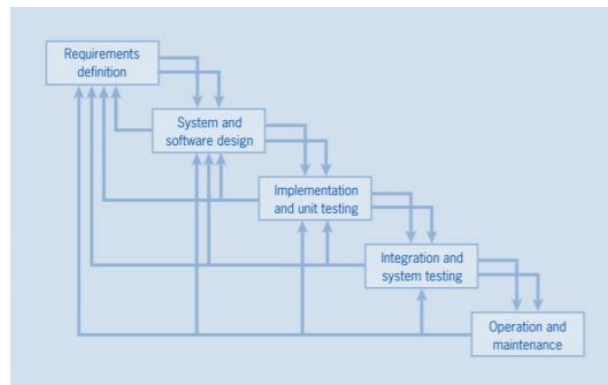 Requirements
definition
System and
software design
Implementation
and unit testing
Integration and
system testing
Operation and
maintenance